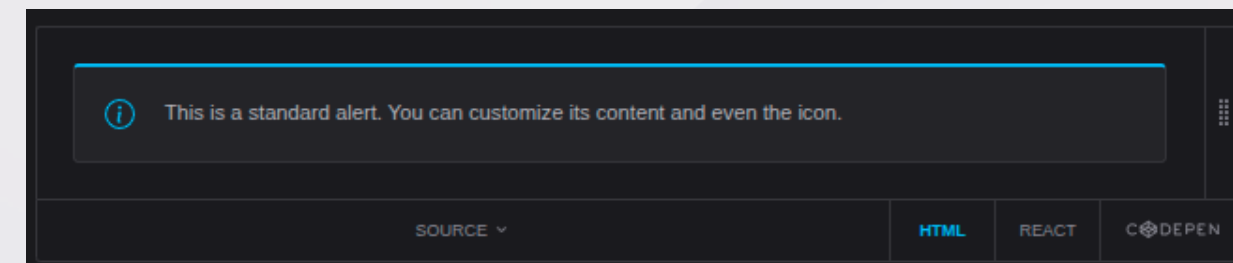 This is a standard alert. You can customize its content and even the icon.
SOURCE HTML REACT CODEPEN